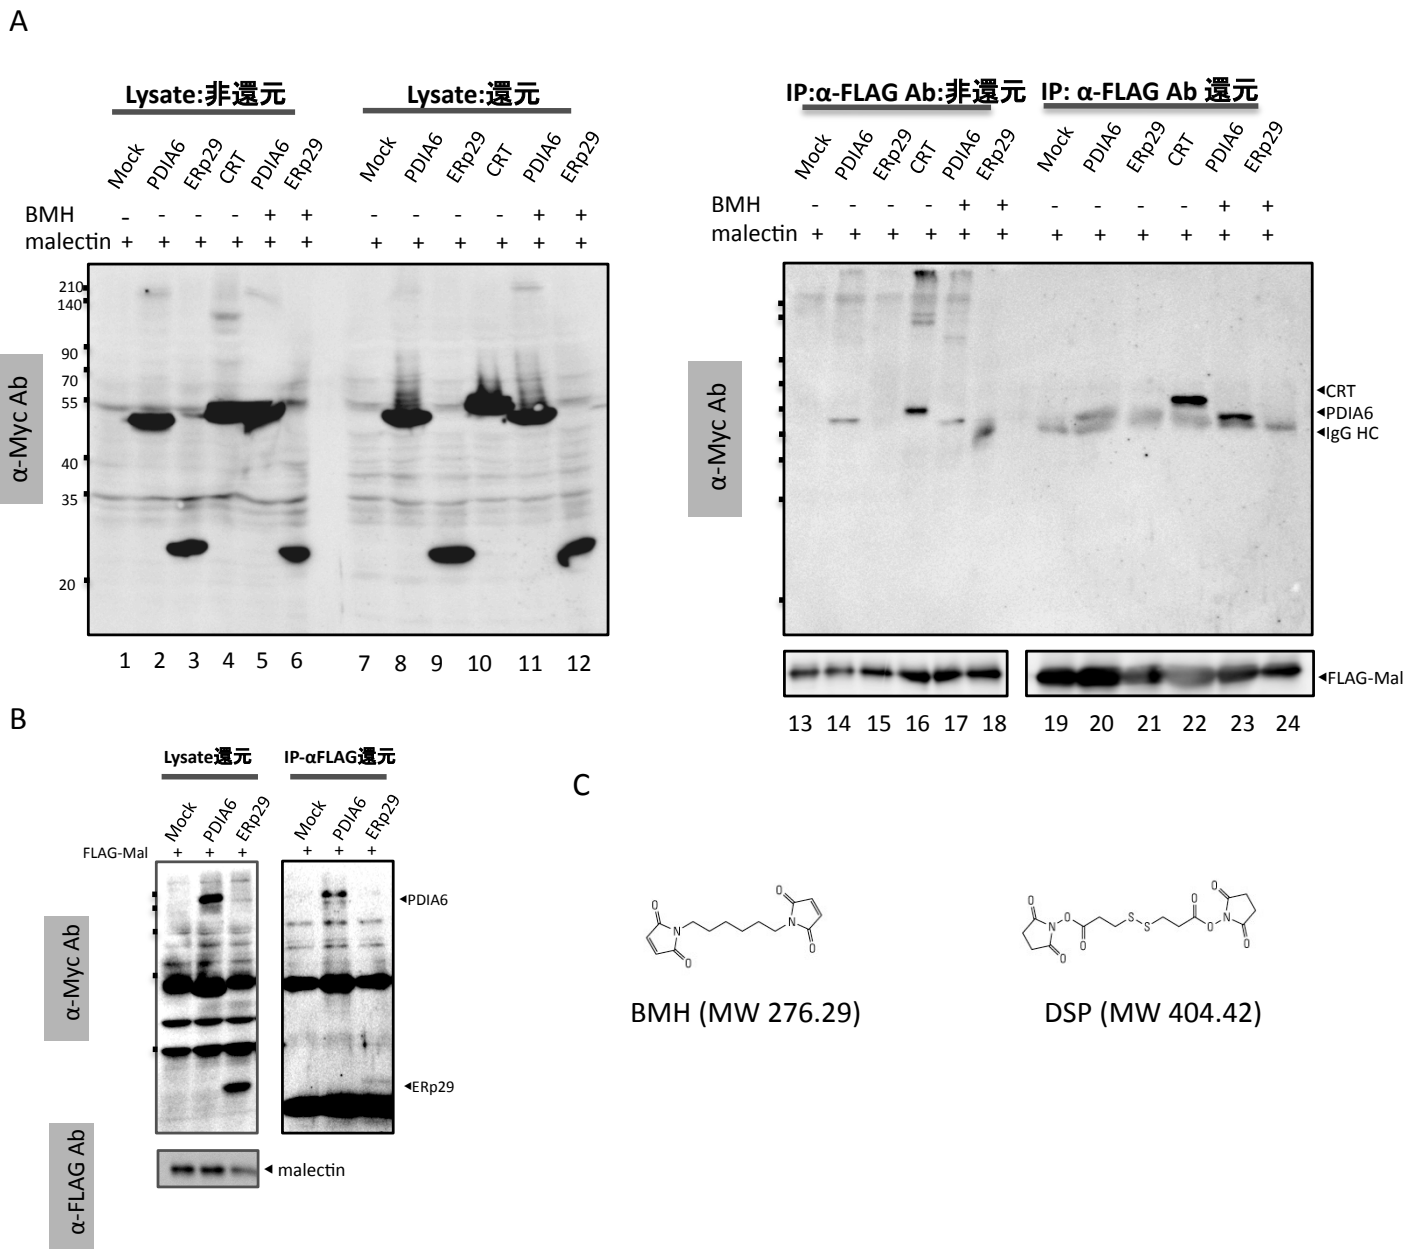 A
Lysate:非還元
Lysate:還元
Mock PDIA6 ERp29 CRT PDIA6 ERp29
Mock PDIA6 ERp29 CRT PDIA6 ERp29
BMH - - - - + + - - - - + +
malectin + + + + + + + + + + + +
α-Myc Ab
210
140
90
70
55
40
35
20
1 2 3 4 5 6 7 8 9 10 11 12
IP:α-FLAG Ab:非還元
IP: α-FLAG Ab 還元
Mock PDIA6 ERp29 CRT PDIA6 ERp29
Mock PDIA6 ERp29 CRT PDIA6 ERp29
BMH - - - - + + - - - - + +
malectin + + + + + + + + + + + +
α-Myc Ab
CRT
PDIA6
IgG HC
FLAG-Mal
13 14 15 16 17 18 19 20 21 22 23 24
B
Lysate還元
IP-αFLAG還元
Mock PDIA6 ERp29
Mock PDIA6 ERp29
FLAG-Mal + + + + + +
α-Myc Ab
PDIA6
ERp29
α-FLAG Ab
malectin
C
O O N N O O
BMH (MW 276.29)
O O N O O S S O O N O O
DSP (MW 404.42)